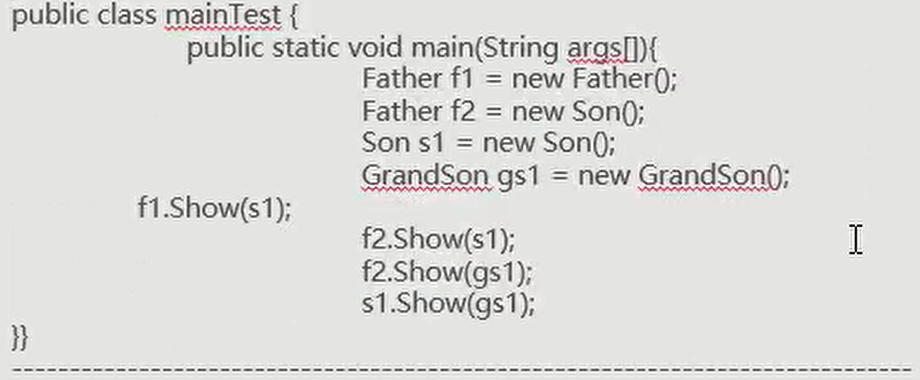 public class mainTest {
public static void main(String args[]){
Father f1 = new Father();
Father f2 = new Son();
Son s1 = new Son();
GrandSon gs1 = new GrandSon();
f1.Show(s1);
f2.Show(s1);
f2.Show(gs1);
s1.Show(gs1);
}}
--------------------------------------------------------------------------------